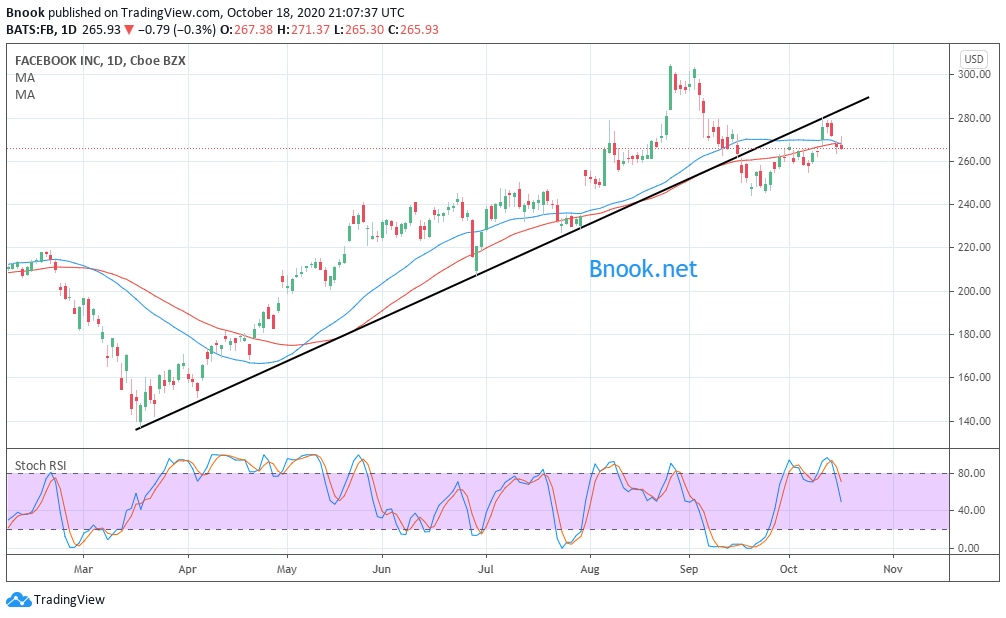 Bnook published on TradingView.com, October 18, 2020 21:07:37 UTC
BATS:FB, 1D 265.93 ▼ −0.79 (−0.3%) O:267.38 H:271.37 L:265.30 C:265.93
FACEBOOK INC, 1D, Cboe BZX
MA
MA
USD
300.00
280.00
260.00
240.00
220.00
200.00
180.00
160.00
140.00
Bnook.net
Stoch RSI
80.00
40.00
0.00
Mar Apr May Jun Jul Aug Sep Oct Nov
TradingView